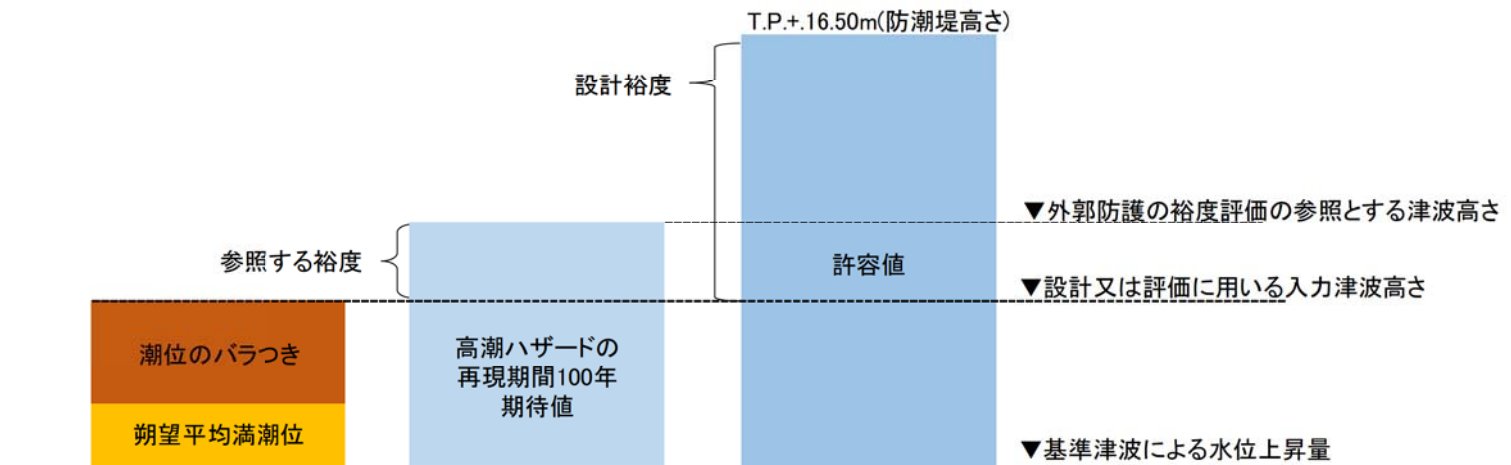 T.P.+.16.50m(防潮堤高さ)
設計裕度
▼外郭防護の裕度評価の参照とする津波高さ
参照する裕度
許容値
▼設計又は評価に用いる入力津波高さ
潮位のバラつき
高潮ハザードの
再現期間100年
期待値
朔望平均満潮位
▼基準津波による水位上昇量